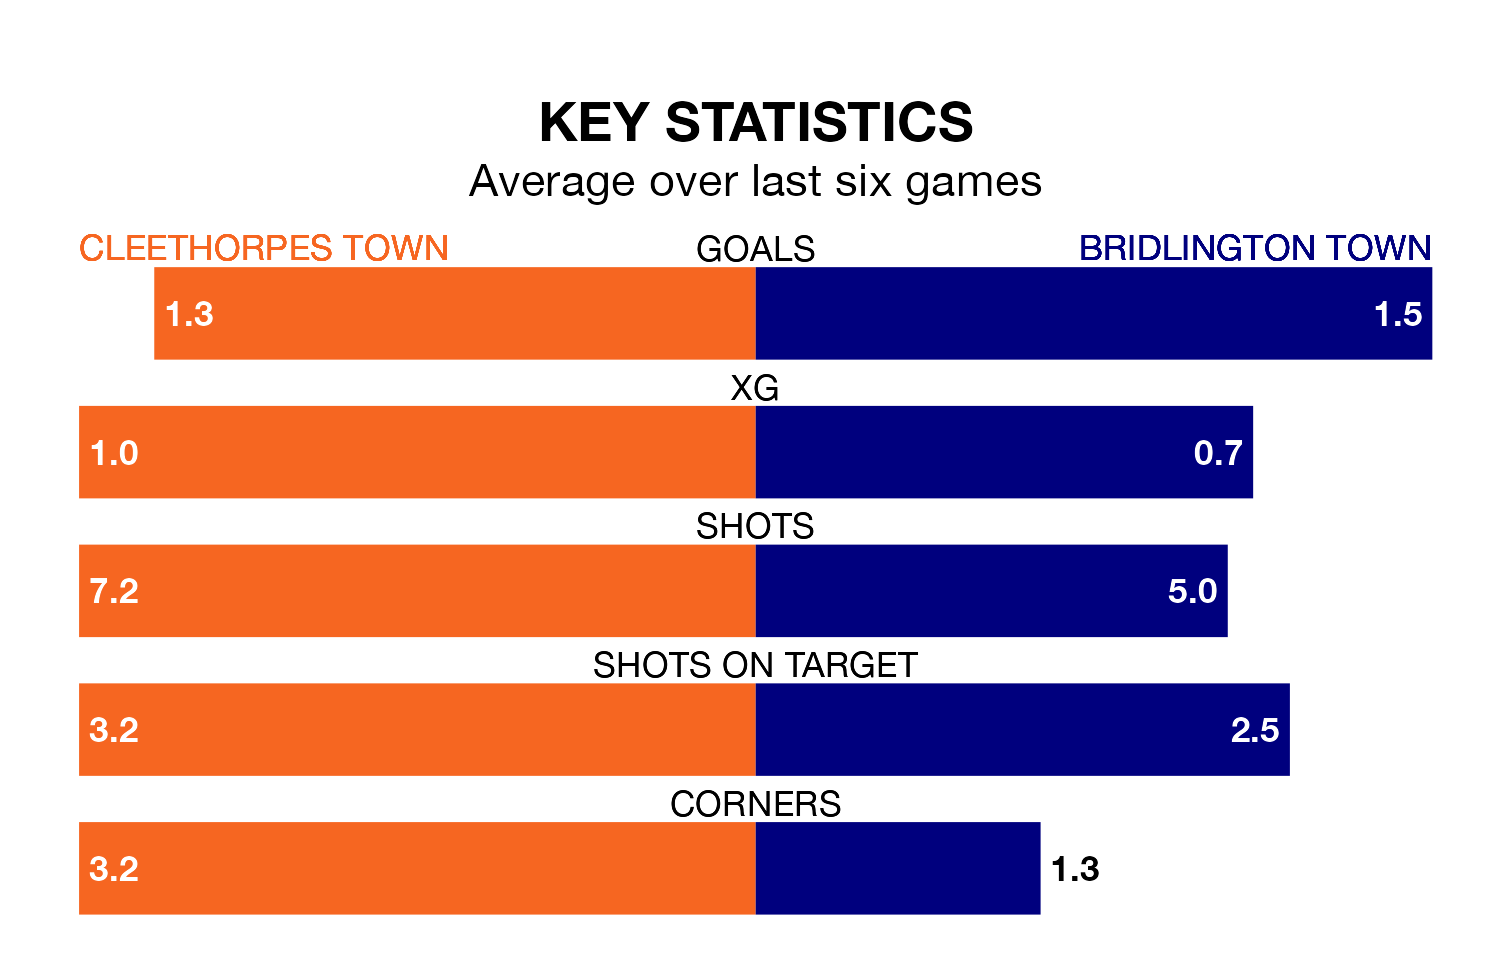 KEY STATISTICS
Average over last six games
CLEETHORPES TOWN GOALS BRIDLINGTON TOWN
1.3 1.5
XG
1.0 0.7
SHOTS
7.2 5.0
SHOTS ON TARGET
3.2 2.5
CORNERS
3.2 1.3